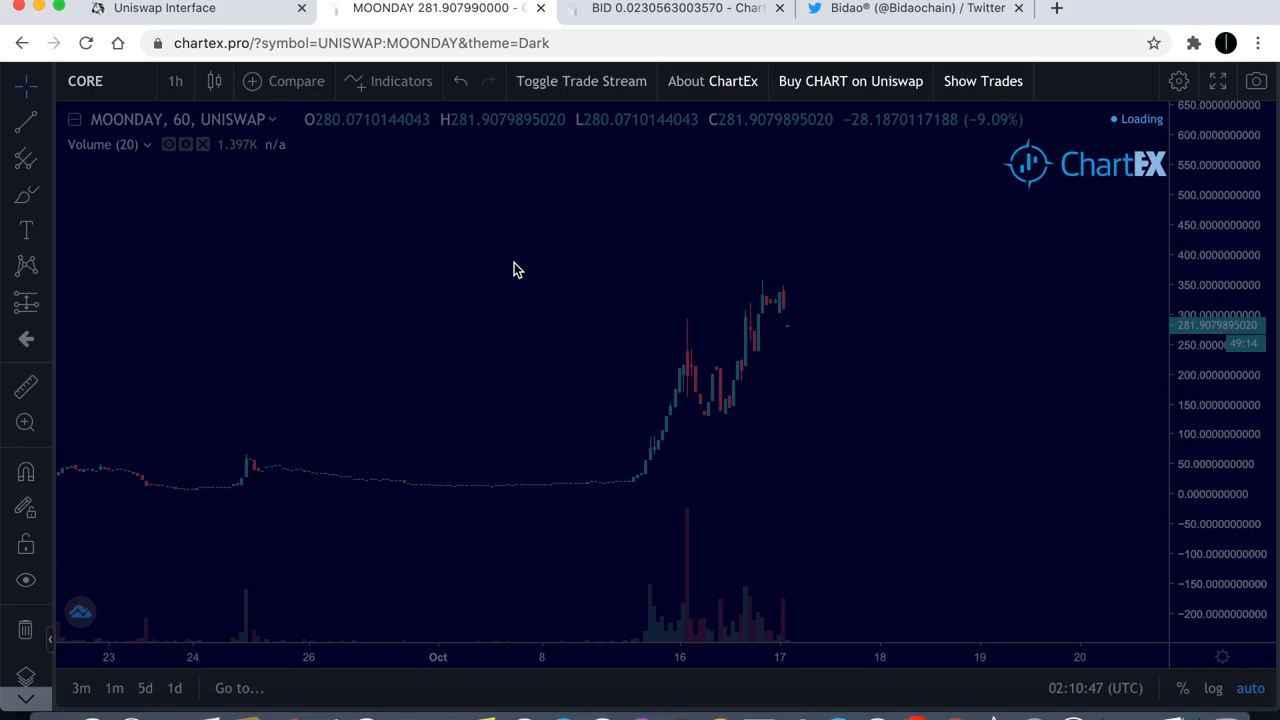 Uniswap Interface
MOONDAY 281.907990000 - C
BID 0.0230563003570 - Chart
Bidao® (@Bidaochain) / Twitter
chartex.pro/?symbol=UNISWAP:MOONDAY&theme=Dark
CORE 1h Compare Indicators Toggle Trade Stream About ChartEx Buy CHART on Uniswap Show Trades
MOONDAY, 60, UNISWAP O280.0710144043 H281.9079895020 L280.0710144043 C281.9079895020 −28.1870117188 (−9.09%)
Loading
Volume (20) 1.397K n/a
ChartEX
650.0000000000
600.0000000000
550.0000000000
500.0000000000
450.0000000000
400.0000000000
350.0000000000
300.0000000000
281.9079895020
49:14
250.0000
200.0000000000
150.0000000000
100.0000000000
50.0000000000
0.0000000000
−50.0000000000
−100.0000000000
−150.0000000000
−200.0000000000
23 24 26 Oct 8 16 17 18 19 20
3m 1m 5d 1d Go to... 02:10:47 (UTC) % log auto